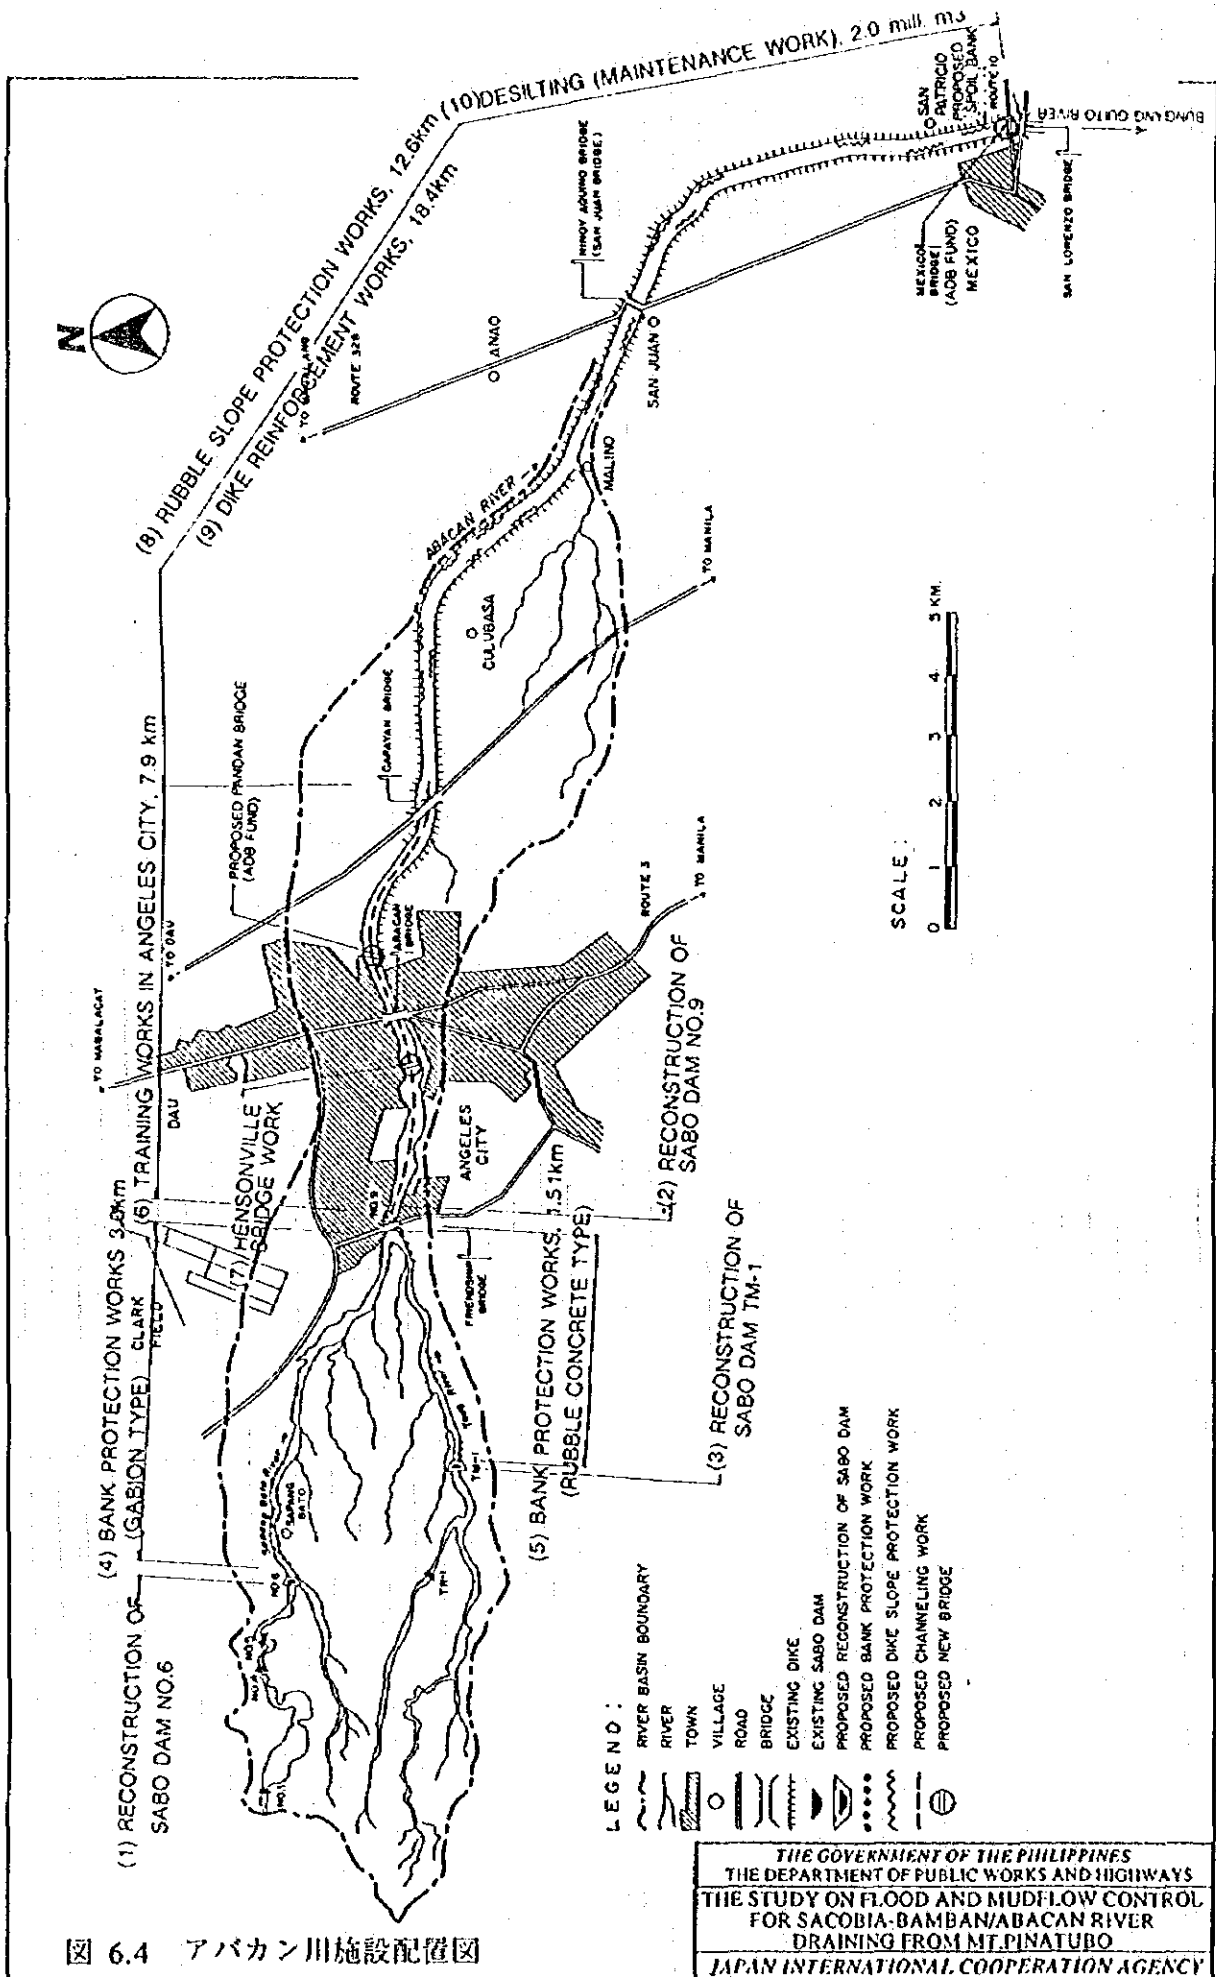 (1) RECONSTRUCTION OF
SABO DAM NO.6
(4) BANK PROTECTION WORKS
(GABION TYPE)
(6) TRAINING WORKS IN ANGELES CITY, 7.9 km
(7) HENSONVILLE
BRIDGE WORK
(8) RUBBLE SLOPE PROTECTION WORKS, 12.6km
(9) DIKE REINFORCEMENT WORKS, 18.4km
(10) DESILTING (MAINTENANCE WORK), 2.0 mill. m3
N
CLARK
FIELD
DAU
TO MABALACAT
TO DAU
PROPOSED PANDAN BRIDGE
(ADB FUND)
CAPAYAN BRIDGE
ABACAN
BRIDGE
ABACAN RIVER
CULUBASA
ROUTE 329
ANAO
MALINO
SAN JUAN
NINOY AQUINO BRIDGE
(SAN JUAN BRIDGE)
SAN
PATRICIO
PROPOSED
SPOIL BANK
ROUTE 10
MEXICO
BRIDGE
(ADB FUND)
MEXICO
SAN LORENZO BRIDGE
BUNGANG GUITO RIVER
TO MANILA
ROUTE 3
TO MANILA
ANGELES
CITY
NO.9
FRIENDSHIP
BRIDGE
SAPANG
BATO
NO.6
NO.1
TM-1
TR-1
(2) RECONSTRUCTION OF
SABO DAM NO.9
(3) RECONSTRUCTION OF
SABO DAM TM-1
(5) BANK PROTECTION WORKS, 1.51km
(RUBBLE CONCRETE TYPE)
SCALE :
0 1 2 3 4 5 KM.
LEGEND :
RIVER BASIN BOUNDARY
RIVER
TOWN
VILLAGE
ROAD
BRIDGE
EXISTING DIKE
EXISTING SABO DAM
PROPOSED RECONSTRUCTION OF SABO DAM
PROPOSED BANK PROTECTION WORK
PROPOSED DIKE SLOPE PROTECTION WORK
PROPOSED CHANNELING WORK
PROPOSED NEW BRIDGE
THE GOVERNMENT OF THE PHILIPPINES
THE DEPARTMENT OF PUBLIC WORKS AND HIGHWAYS
THE STUDY ON FLOOD AND MUDFLOW CONTROL
FOR SACOBIA-BAMBAN/ABACAN RIVER
DRAINING FROM MT.PINATUBO
JAPAN INTERNATIONAL COOPERATION AGENCY
図 6.4 アバカン川施設配置図